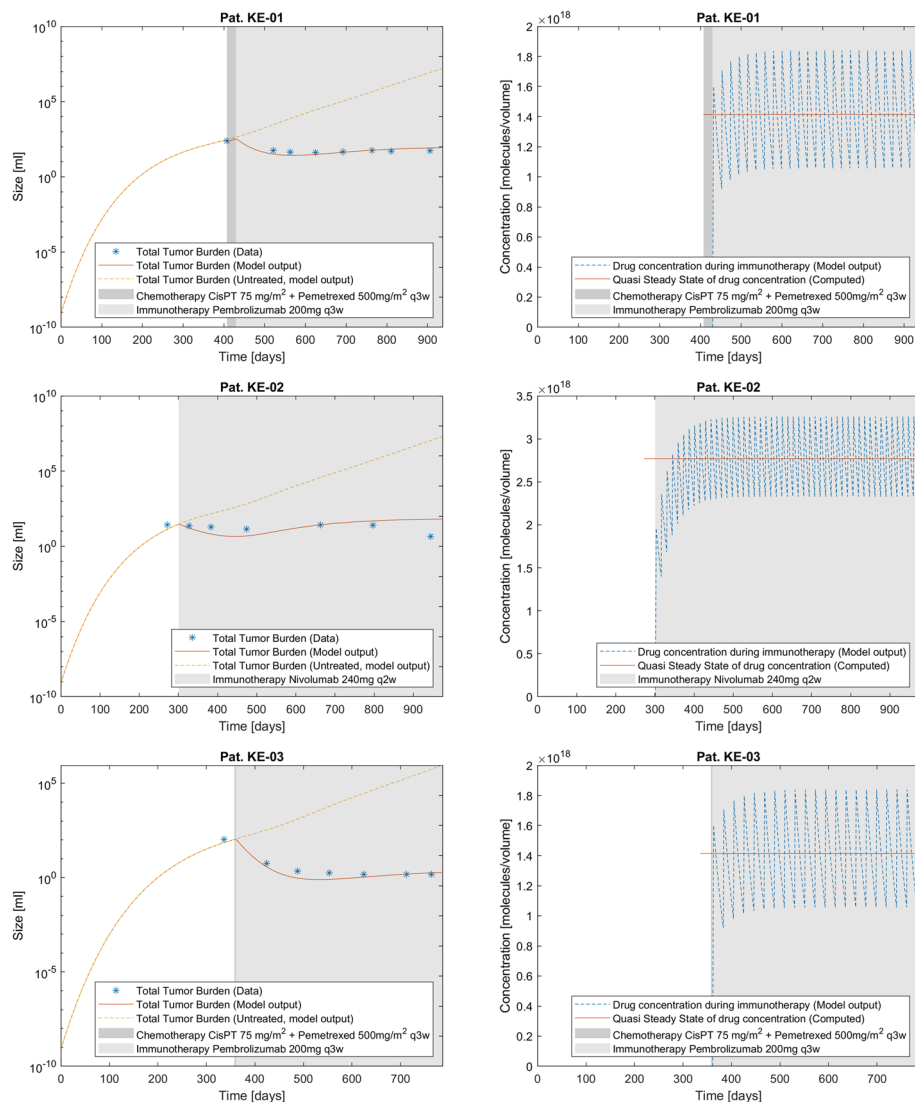 Pat. KE-01
10^10
10^5
10^0
10^-5
10^-10
Size [ml]
0 100 200 300 400 500 600 700 800 900
Time [days]
Total Tumor Burden (Data)
Total Tumor Burden (Model output)
Total Tumor Burden (Untreated, model output)
Chemotherapy CisPT 75 mg/m^2 + Pemetrexed 500mg/m^2 q3w
Immunotherapy Pembrolizumab 200mg q3w
Pat. KE-01
×10^18
2
1.8
1.6
1.4
1.2
1
0.8
0.6
0.4
0.2
0
Concentration [molecules/volume]
0 100 200 300 400 500 600 700 800 900
Time [days]
Drug concentration during immunotherapy (Model output)
Quasi Steady State of drug concentration (Computed)
Chemotherapy CisPT 75 mg/m^2 + Pemetrexed 500mg/m^2 q3w
Immunotherapy Pembrolizumab 200mg q3w
Pat. KE-02
10^10
10^5
10^0
10^-5
10^-10
Size [ml]
0 100 200 300 400 500 600 700 800 900
Time [days]
Total Tumor Burden (Data)
Total Tumor Burden (Model output)
Total Tumor Burden (Untreated, model output)
Immunotherapy Nivolumab 240mg q2w
Pat. KE-02
×10^18
3.5
3
2.5
2
1.5
1
0.5
0
Concentration [molecules/volume]
0 100 200 300 400 500 600 700 800 900
Time [days]
Drug concentration during immunotherapy (Model output)
Quasi Steady State of drug concentration (Computed)
Immunotherapy Nivolumab 240mg q2w
Pat. KE-03
10^5
10^0
10^-5
10^-10
Size [ml]
0 100 200 300 400 500 600 700
Time [days]
Total Tumor Burden (Data)
Total Tumor Burden (Model output)
Total Tumor Burden (Untreated, model output)
Chemotherapy CisPT 75 mg/m^2 + Pemetrexed 500mg/m^2 q3w
Immunotherapy Pembrolizumab 200mg q3w
Pat. KE-03
×10^18
2
1.8
1.6
1.4
1.2
1
0.8
0.6
0.4
0.2
0
Concentration [molecules/volume]
0 100 200 300 400 500 600 700
Time [days]
Drug concentration during immunotherapy (Model output)
Quasi Steady State of drug concentration (Computed)
Chemotherapy CisPT 75 mg/m^2 + Pemetrexed 500mg/m^2 q3w
Immunotherapy Pembrolizumab 200mg q3w